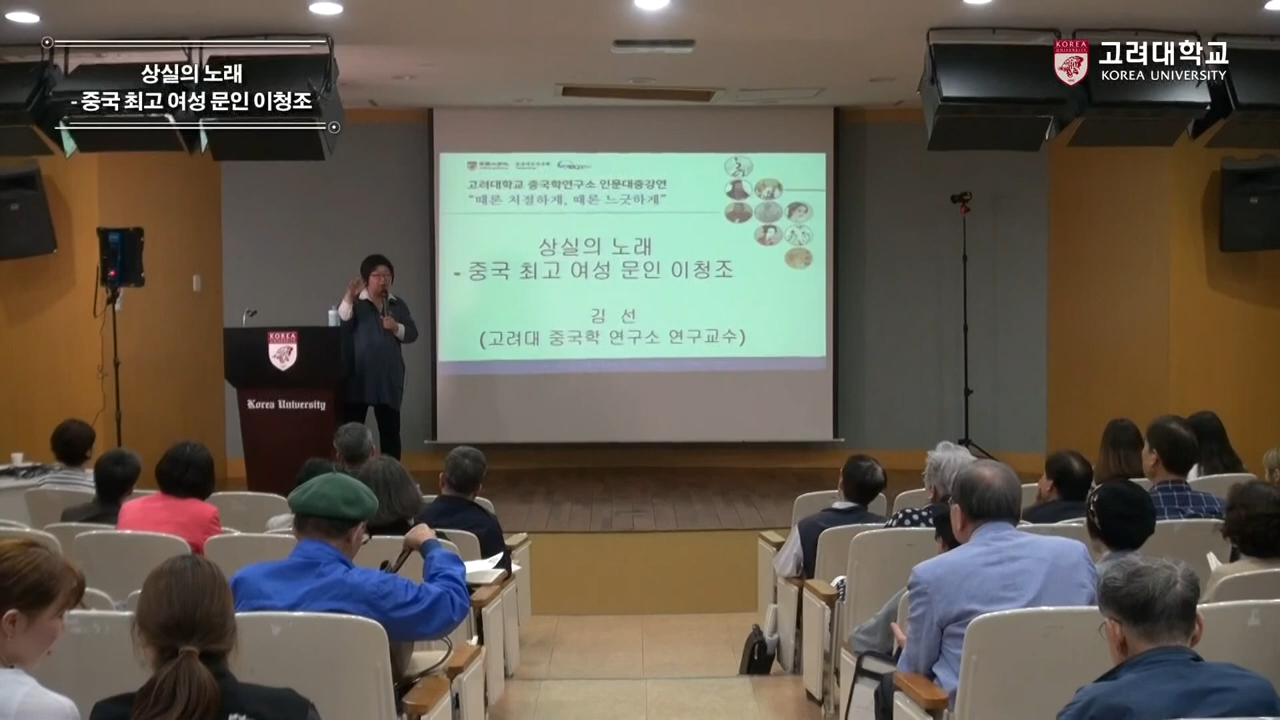 상실의 노래
- 중국 최고 여성 문인 이청조
KOREA
UNIVERSITY
고려대학교
KOREA UNIVERSITY
고려대학교 중국학연구소 인문대중강연
"때론 치절하게, 때론 느긋하게"
상실의 노래
- 중국 최고 여성 문인 이청조
김 선
(고려대 중국학 연구소 연구교수)
KOREA
UNIVERSITY
Korea University